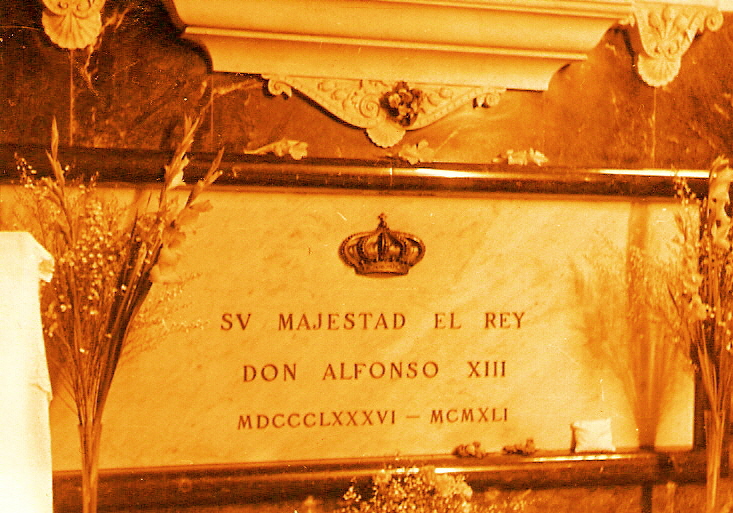 SV MAJESTAD EL REY
DON ALFONSO XIII
MDCCCLXXXVI — MCMXLI